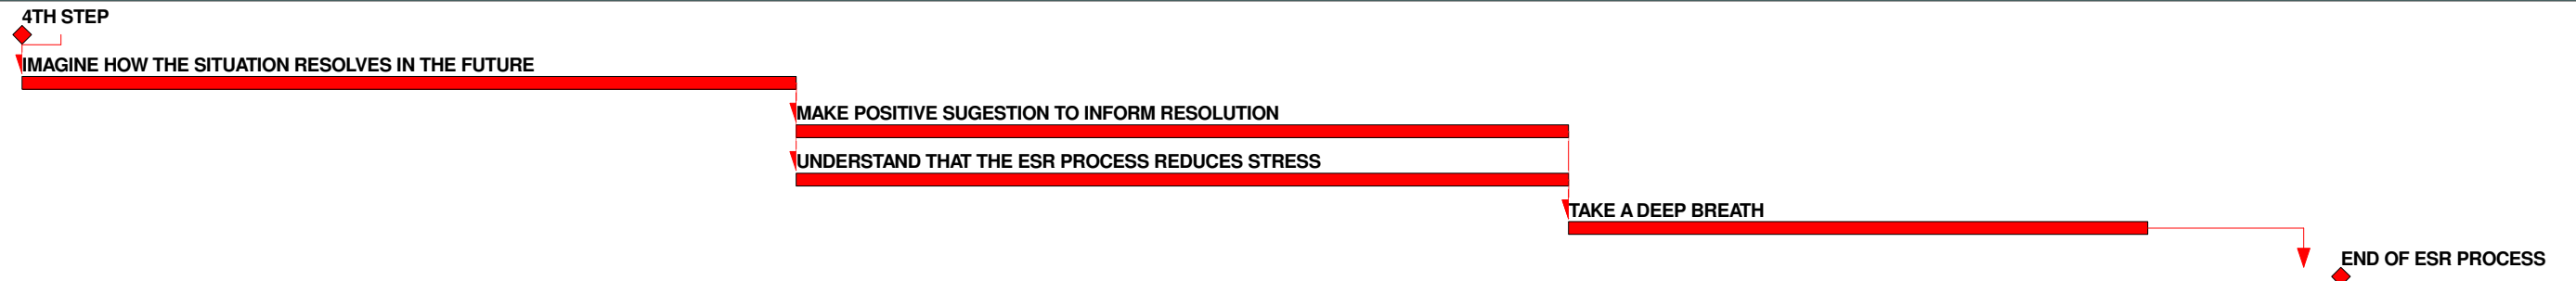 4TH STEP
IMAGINE HOW THE SITUATION RESOLVES IN THE FUTURE
MAKE POSITIVE SUGESTION TO INFORM RESOLUTION
UNDERSTAND THAT THE ESR PROCESS REDUCES STRESS
TAKE A DEEP BREATH
END OF ESR PROCESS